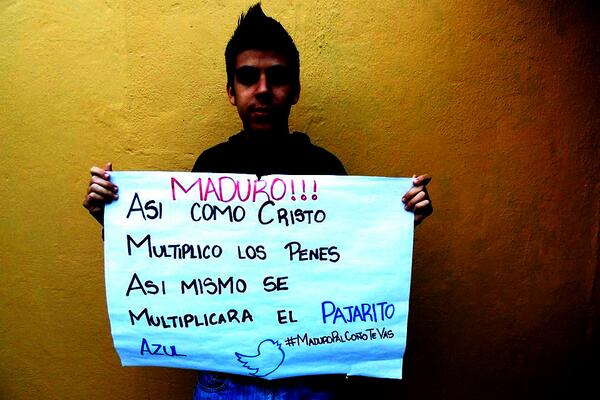 MADURO!!!
ASI COMO CRISTO
MULTIPLICO LOS PENES
ASI MISMO SE
MULTIPLICARA EL PAJARITO
AZUL
#MADUROPALCOÑOTEVAS